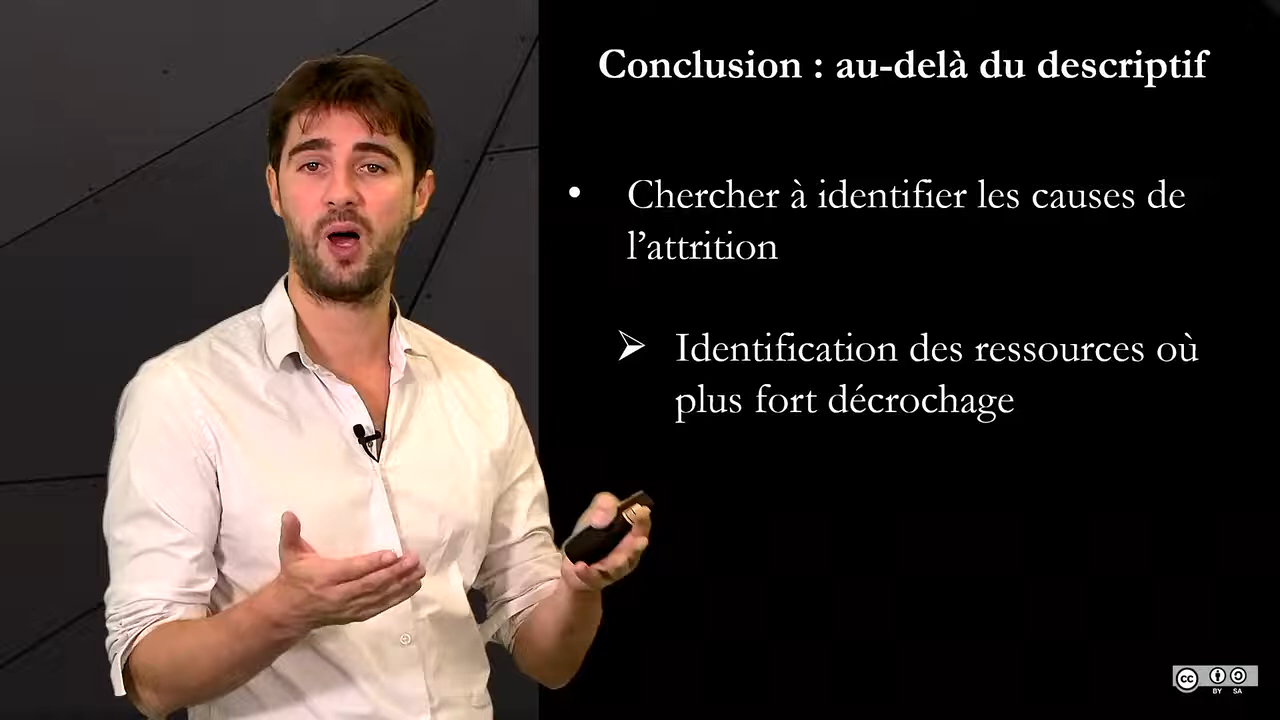 Conclusion : au-delà du descriptif
• Chercher à identifier les causes de
l’attrition
➢ Identification des ressources où
plus fort décrochage
cc
BY SA